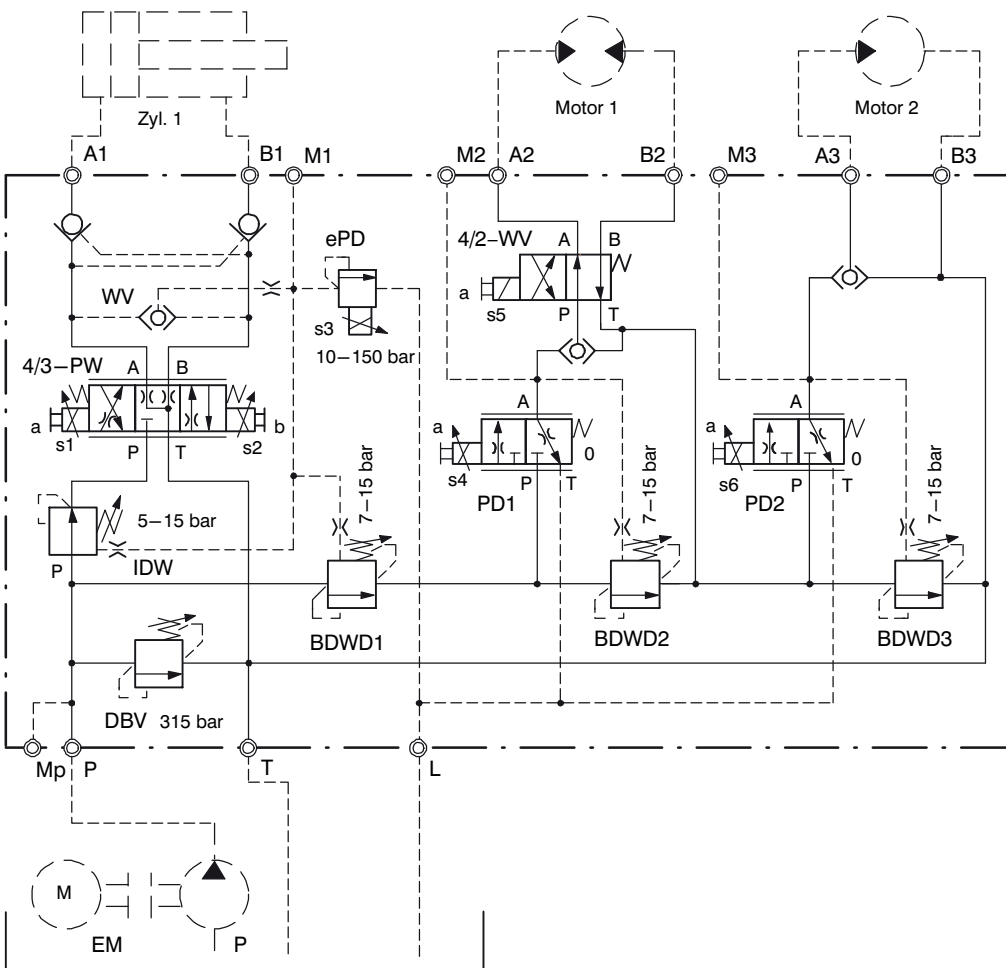 Motor 1
Motor 2
Zyl. 1
A1
B1
M1
M2
A2
B2
M3
A3
B3
ePD
4/2–WV
A
B
WV
a
s5
P
T
s3
10–150 bar
4/3–PW
A
B
A
A
a
s1
s2
b
a
s4
0
a
s6
0
P
T
P
T
P
T
PD1
PD2
7–15 bar
7–15 bar
7–15 bar
5–15 bar
P
IDW
BDWD1
BDWD2
BDWD3
DBV
315 bar
Mp
P
T
L
M
EM
P